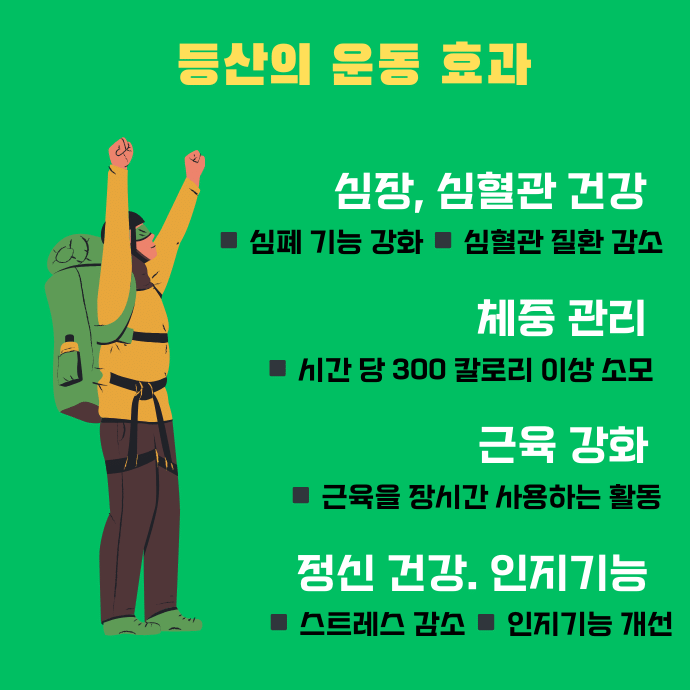 등산의 운동 효과
심장, 심혈관 건강
■ 심폐 기능 강화 ■ 심혈관 질환 감소
체중 관리
■ 시간 당 300 칼로리 이상 소모
근육 강화
■ 근육을 장시간 사용하는 활동
정신 건강. 인지기능
■ 스트레스 감소 ■ 인지기능 개선